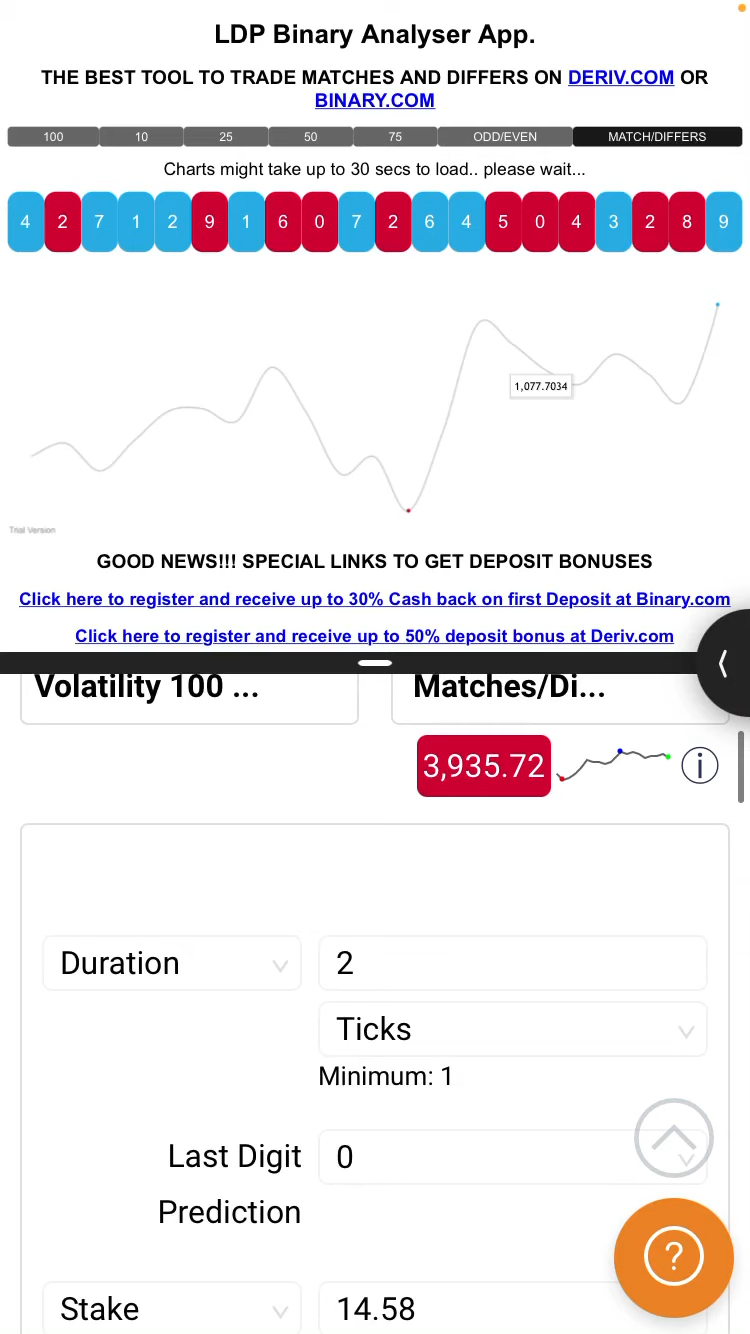 LDP Binary Analyser App.
THE BEST TOOL TO TRADE MATCHES AND DIFFERS ON DERIV.COM OR
BINARY.COM
100 10 25 50 75 ODD/EVEN MATCH/DIFFERS
Charts might take up to 30 secs to load.. please wait...
4 2 7 1 2 9 1 6 0 7 2 6 4 5 0 4 3 2 8 9
1,077.7034
Trial Version
GOOD NEWS!!! SPECIAL LINKS TO GET DEPOSIT BONUSES
Click here to register and receive up to 30% Cash back on first Deposit at Binary.com
Click here to register and receive up to 50% deposit bonus at Deriv.com
Volatility 100 ... Matches/Di...
3,935.72 i
Duration 2
Ticks
Minimum: 1
Last Digit 0
Prediction
?
Stake 14.58